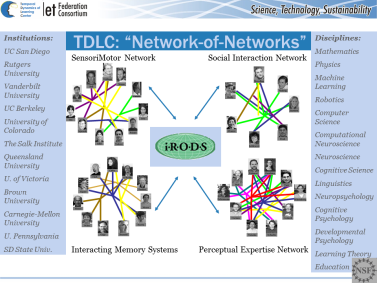 Temporal Dynamics of
Learning Center
et Federation
Consortium
Science, Technology, Sustainability
TDLC: “Network-of-Networks”
Institutions:
UC San Diego
Rutgers
University
Vanderbilt
University
UC Berkeley
University of
Colorado
The Salk Institute
Queensland
University
U. of Victoria
Brown
University
Carnegie-Mellon
University
U. Pennsylvania
SD State Univ.
SensoriMotor Network
Social Interaction Network
i·R·O·D·S
Interacting Memory Systems
Perceptual Expertise Network
Disciplines:
Mathematics
Physics
Machine
Learning
Robotics
Computer
Science
Computational
Neuroscience
Neuroscience
Cognitive Science
Linguistics
Neuropsychology
Cognitive
Psychology
Developmental
Psychology
Learning Theory
Education
NSF